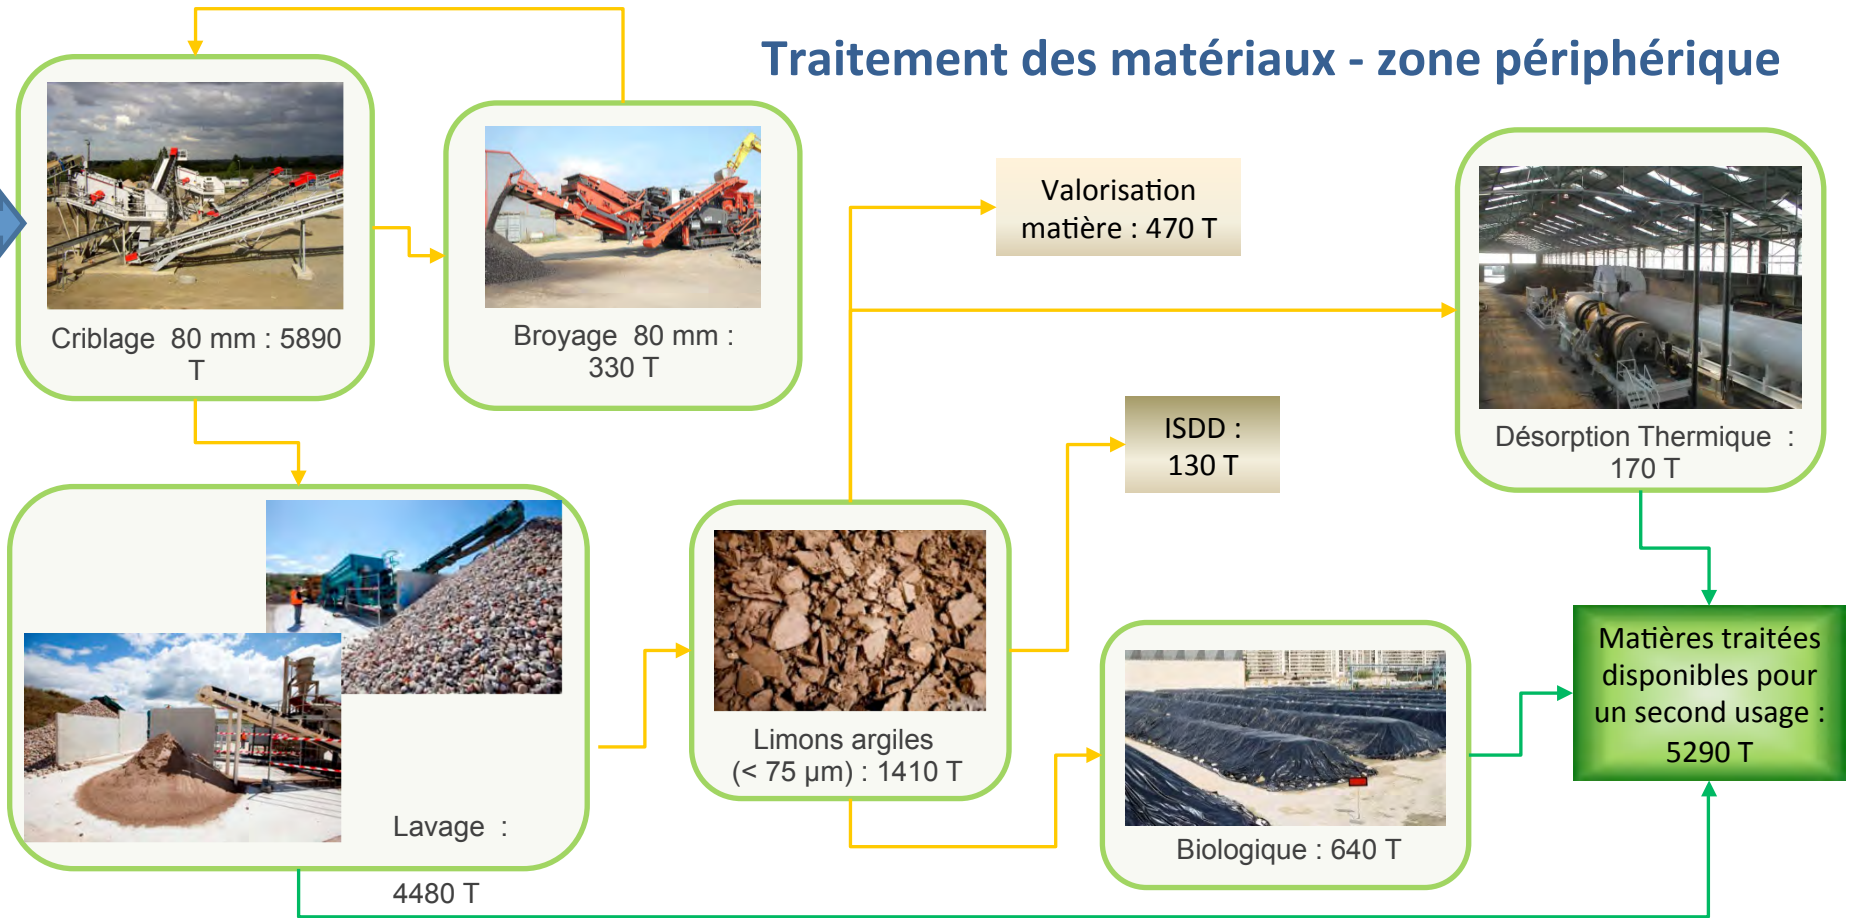 Traitement des matériaux - zone périphérique
Criblage 80 mm : 5890
T
Broyage 80 mm :
330 T
Valorisation
matière : 470 T
Désorption Thermique :
170 T
ISDD :
130 T
Lavage :
4480 T
Limons argiles
(< 75 µm) : 1410 T
Biologique : 640 T
Matières traitées
disponibles pour
un second usage :
5290 T